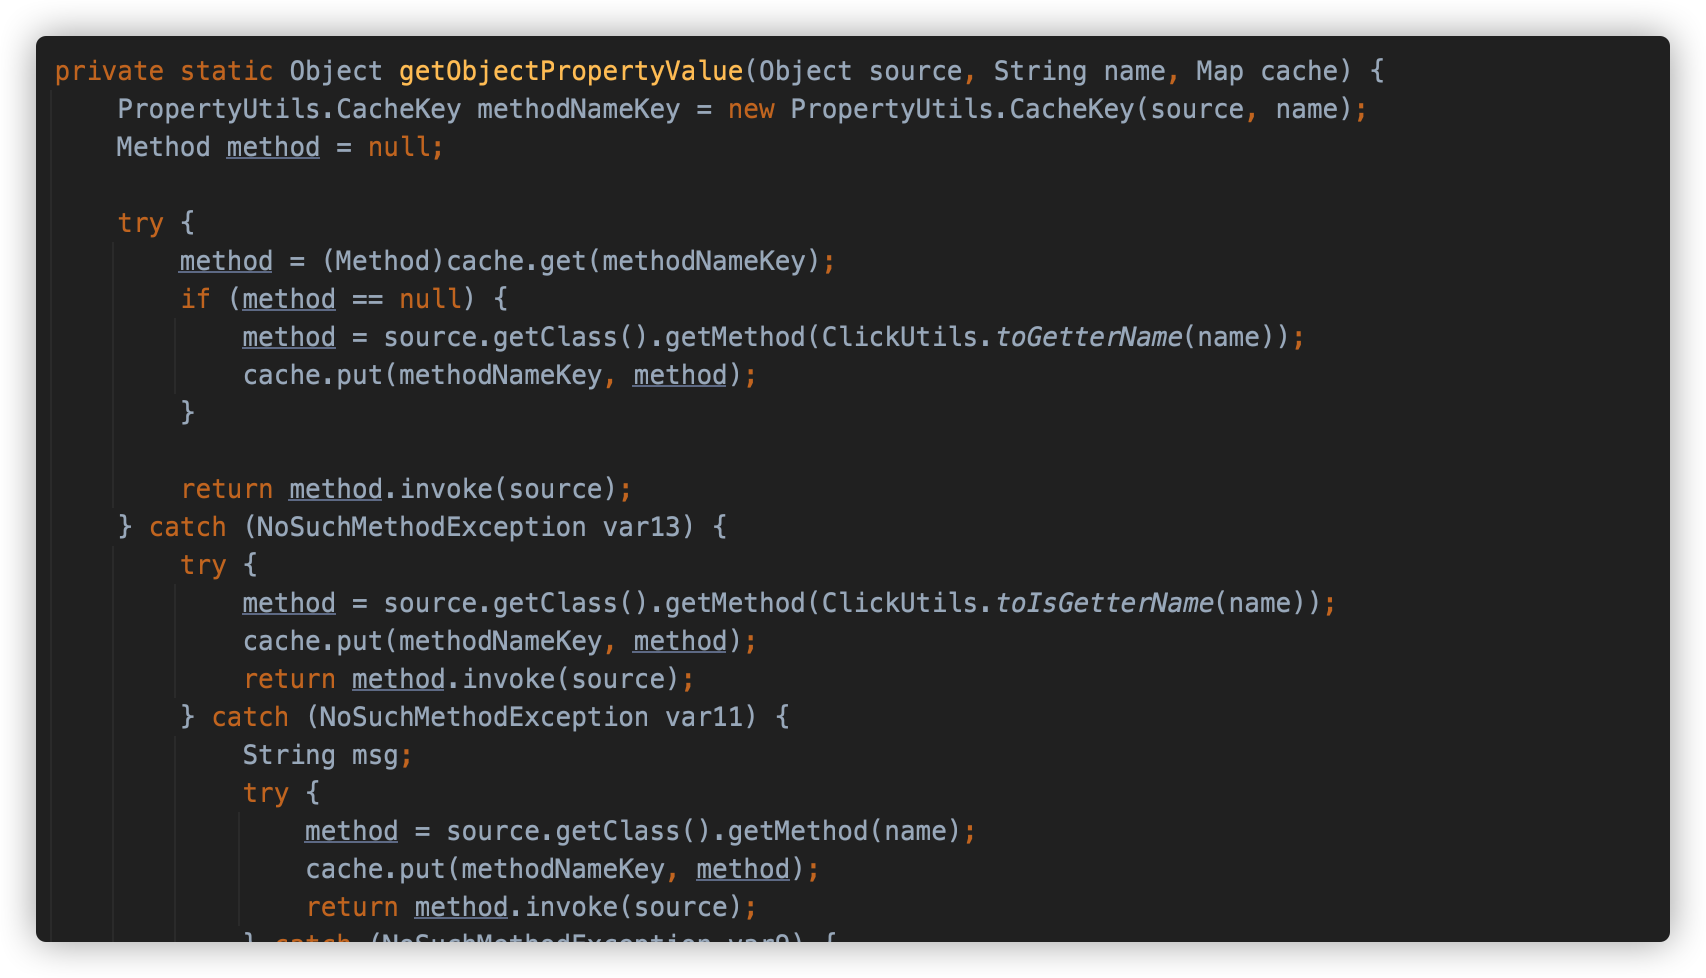 private static Object getObjectPropertyValue(Object source, String name, Map cache) {
PropertyUtils.CacheKey methodNameKey = new PropertyUtils.CacheKey(source, name);
Method method = null;
try {
method = (Method)cache.get(methodNameKey);
if (method == null) {
method = source.getClass().getMethod(ClickUtils.toGetterName(name));
cache.put(methodNameKey, method);
}
return method.invoke(source);
} catch (NoSuchMethodException var13) {
try {
method = source.getClass().getMethod(ClickUtils.toIsGetterName(name));
cache.put(methodNameKey, method);
return method.invoke(source);
} catch (NoSuchMethodException var11) {
String msg;
try {
method = source.getClass().getMethod(name);
cache.put(methodNameKey, method);
return method.invoke(source);
} catch (NoSuchMethodException var9) {